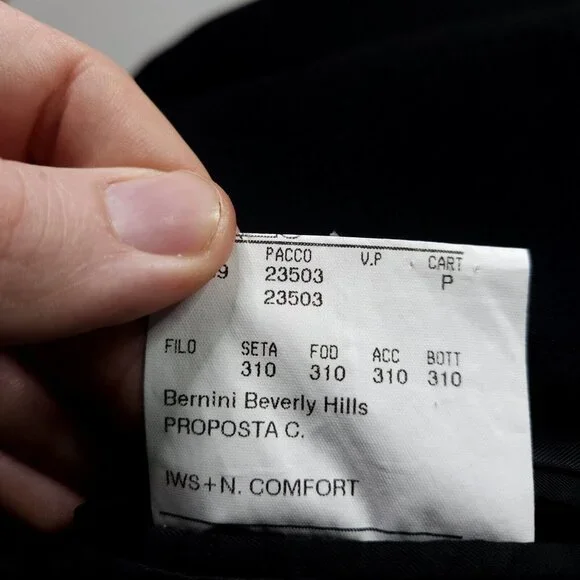 PACCO V.P CART
9 23503 P
23503
FILO SETA FOD ACC BOTT
310 310 310 310
Bernini Beverly Hills
PROPOSTA C.
IWS+N. COMFORT